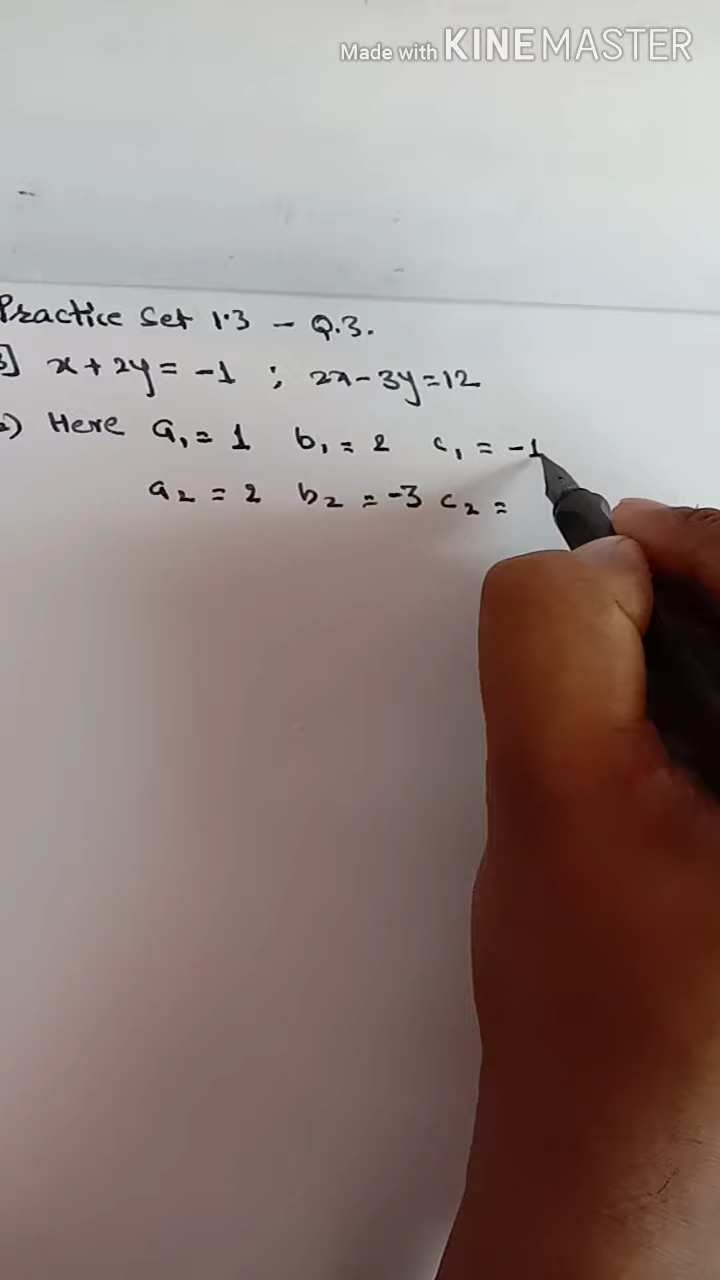 Made with KINEMASTER
Practice Set 1.3 - Q.3.
3] x + 2y = -1 ; 2x - 3y = 12
Here a₁ = 1 b₁ = 2 c₁ = -1
a₂ = 2 b₂ = -3 c₂ =